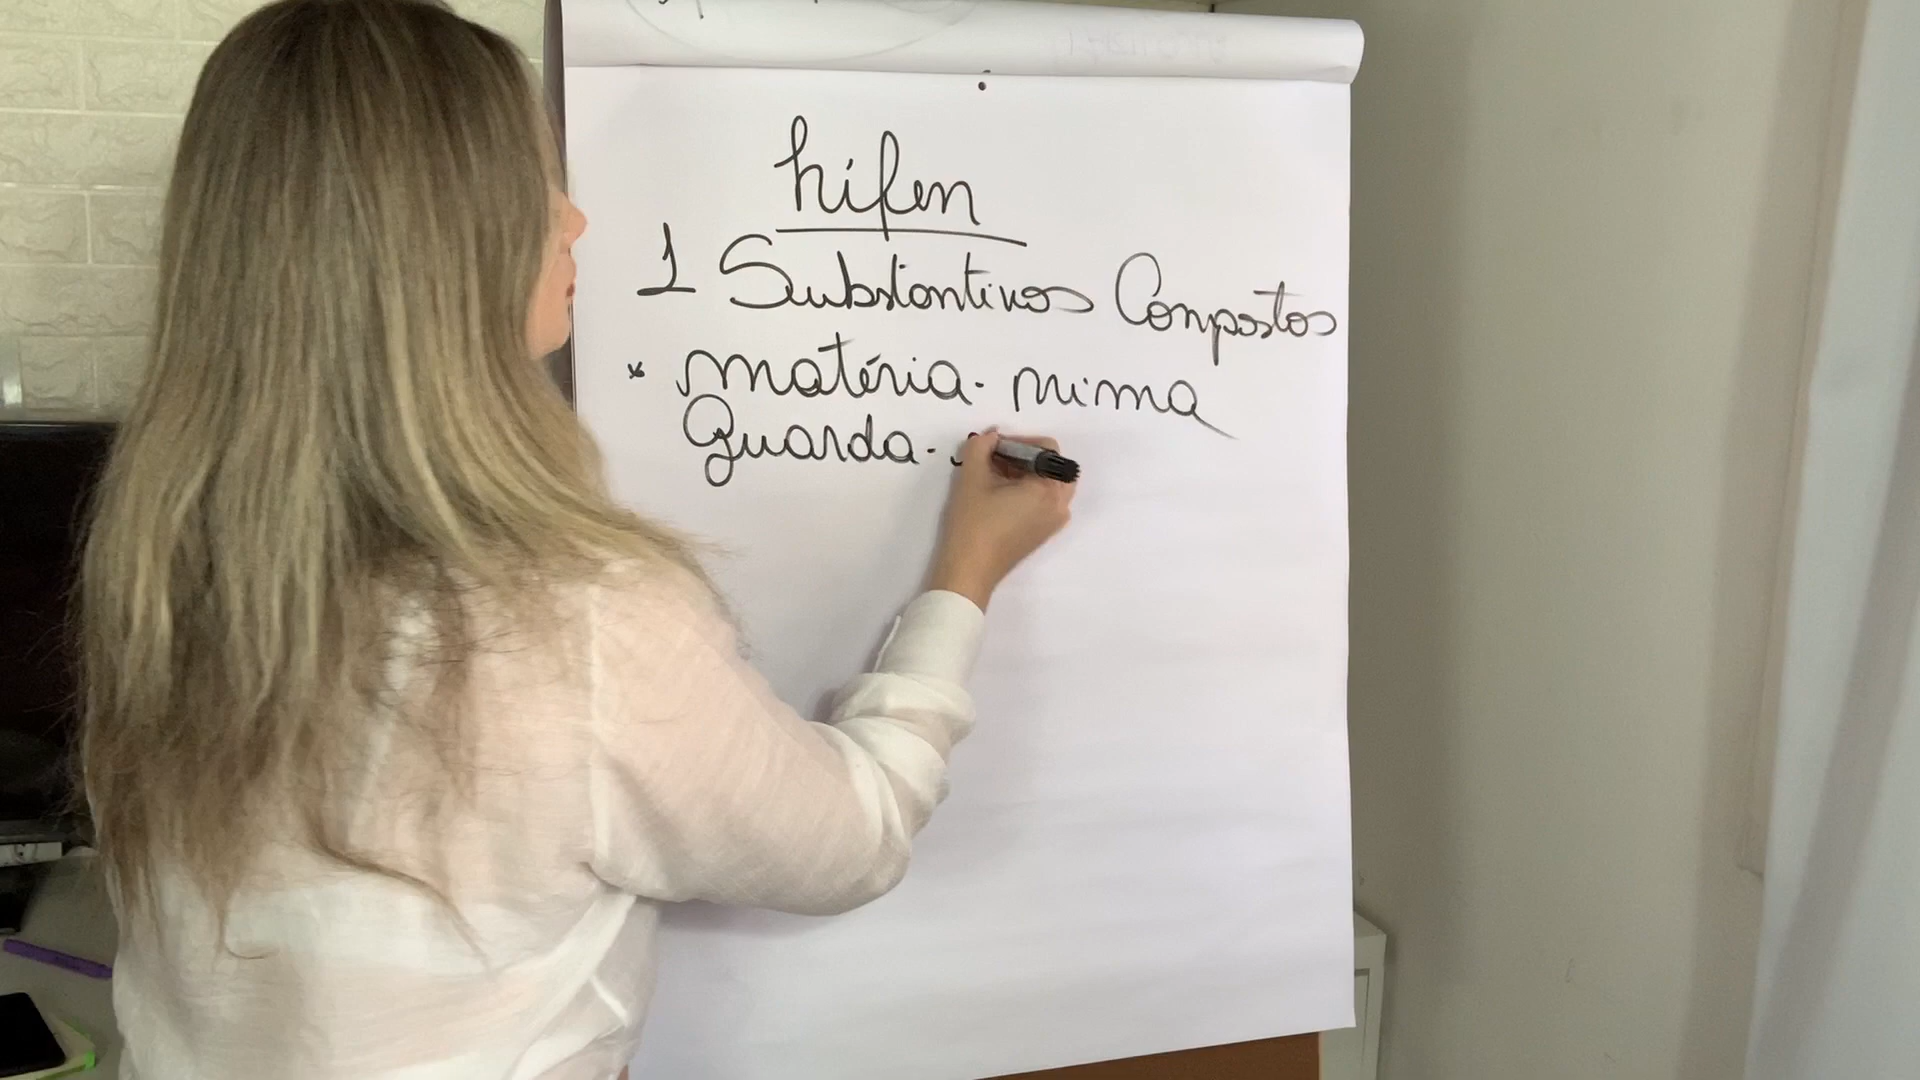 hífen
1 Substantivos Compostos
* matéria-prima
Guarda-